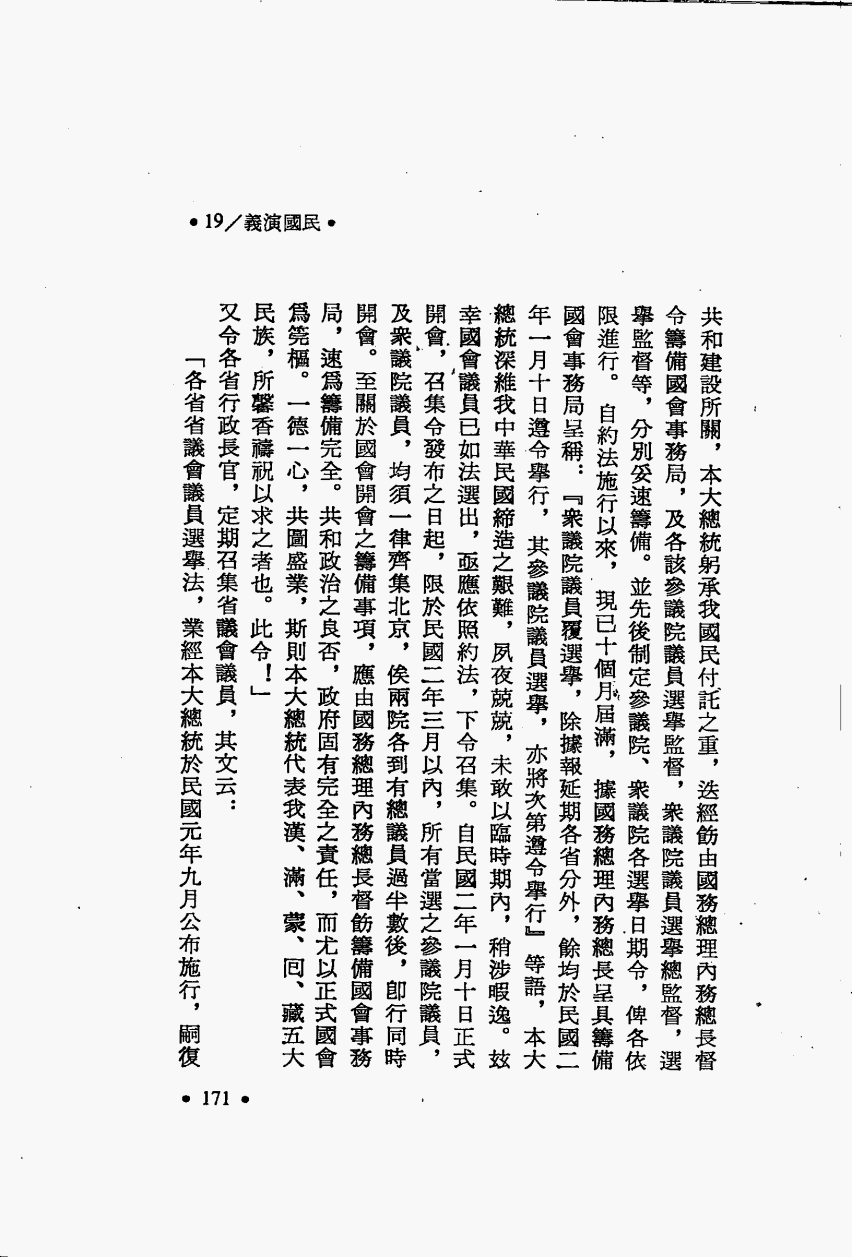 •民國演義／19•
共和建設所關，本大總統躬承我國民付託之重，迭經飭由國務總理內務總長督
令籌備國會事務局，及各該參議院議員選舉監督，衆議院議員選舉總監督，選
舉監督等，分別妥速籌備。並先後制定參議院、衆議院各選舉日期令，俾各依
限進行。自約法施行以來，現已十個月屆滿，據國務總理內務總長呈具籌備
國會事務局呈稱：『衆議院議員覆選舉，除據報延期各省分外，餘均於民國二
年一月十日遵令舉行，其參議院議員選舉，亦將次第遵令舉行』等語，本大
總統深維我中華民國締造之艱難，夙夜兢兢，未敢以臨時期內，稍涉暇逸。玆
幸國會議員已如法選出，亟應依照約法，下令召集。自民國二年一月十日正式
開會，召集令發布之日起，限於民國二年三月以內，所有當選之參議院議員，
及衆議院議員，均須一律齊集北京，俟兩院各到有總議員過半數後，卽行同時
開會。至關於國會開會之籌備事項，應由國務總理內務總長督飭籌備國會事務
局，速爲籌備完全。共和政治之良否，政府固有完全之責任，而尤以正式國會
爲筦樞。一德一心，共圖盛業，斯則本大總統代表我漢、滿、蒙、回、藏五大
民族，所馨香禱祝以求之者也。此令！」
又令各省行政長官，定期召集省議會議員，其文云：
「各省省議會議員選舉法，業經本大總統於民國元年九月公布施行，嗣復
•171•